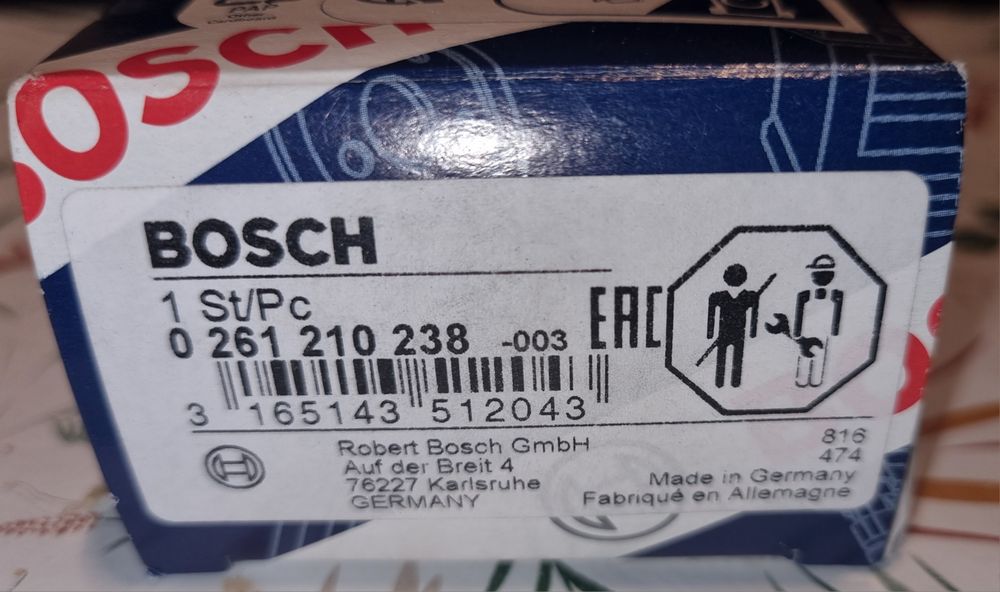 PAP
BOSCH
BOSCH
1 St/Pc
0 261 210 238 -003
EAC
3 165143 512043
Robert Bosch GmbH
Auf der Breit 4
76227 Karlsruhe
GERMANY
816
474
Made in Germany
Fabriqué en Allemagne